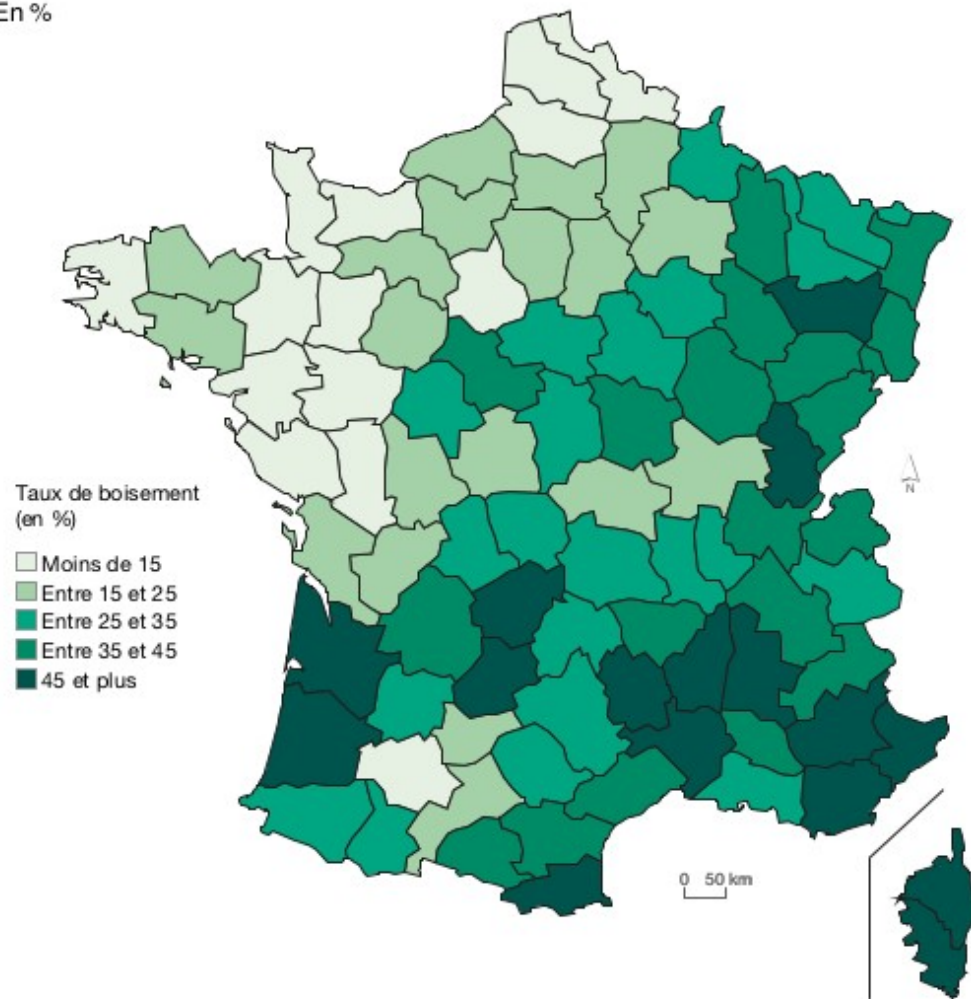 En %
Taux de boisement
(en %)
Moins de 15
Entre 15 et 25
Entre 25 et 35
Entre 35 et 45
45 et plus
N
0 50 km